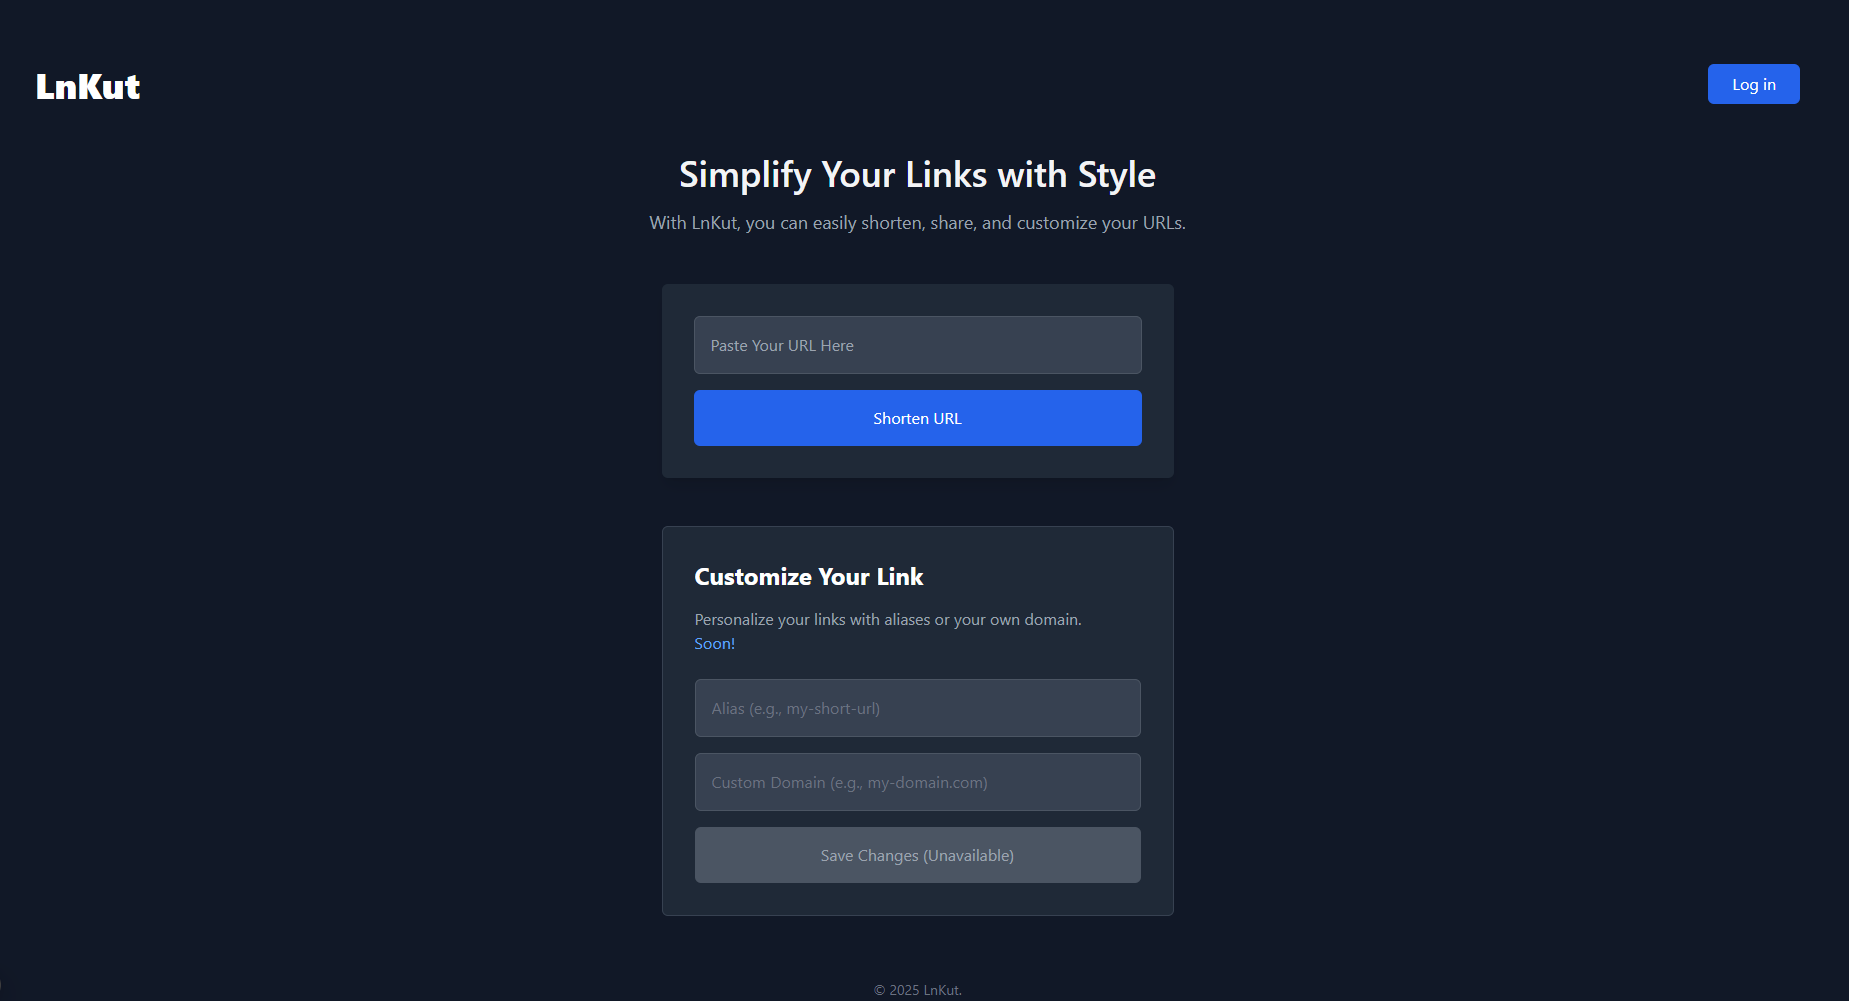 LnKut
Log in
Simplify Your Links with Style
With LnKut, you can easily shorten, share, and customize your URLs.
Paste Your URL Here
Shorten URL
Customize Your Link
Personalize your links with aliases or your own domain.
Soon!
Alias (e.g., my-short-url)
Custom Domain (e.g., my-domain.com)
Save Changes (Unavailable)
© 2025 LnKut.